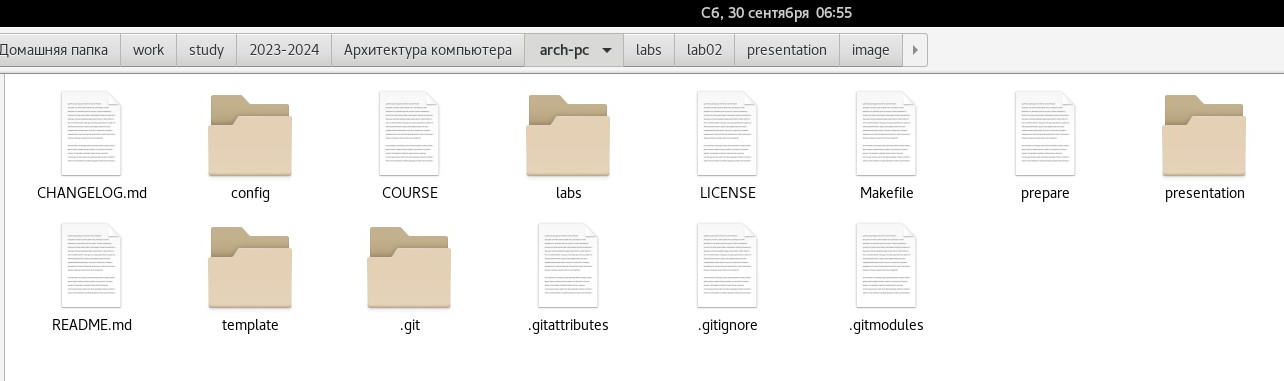 Сб, 30 сентября 06:55
Домашняя папка work study 2023-2024 Архитектура компьютера arch-pc labs lab02 presentation image
CHANGELOG.md config COURSE labs LICENSE Makefile prepare presentation
README.md template .git .gitattributes .gitignore .gitmodules